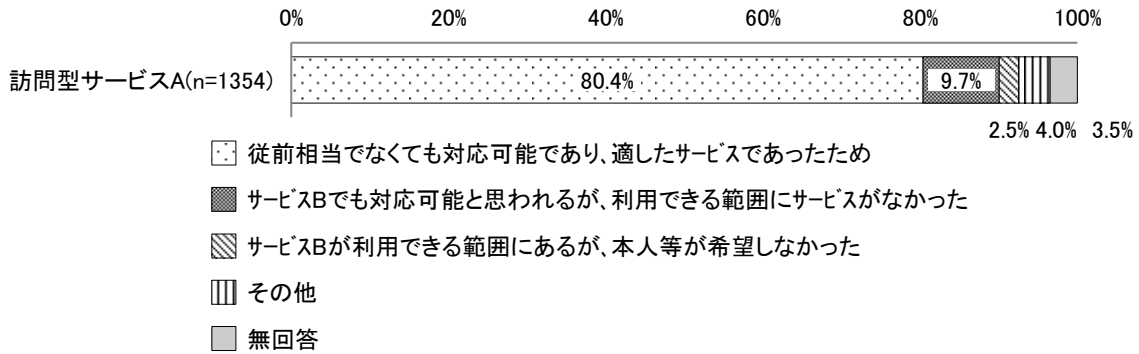 0% 20% 40% 60% 80% 100%
訪問型サービスA(n=1354) 80.4% 9.7%
2.5% 4.0% 3.5%
従前相当でなくても対応可能であり、適したサービスであったため
サービスBでも対応可能と思われるが、利用できる範囲にサービスがなかった
サービスBが利用できる範囲にあるが、本人等が希望しなかった
その他
無回答